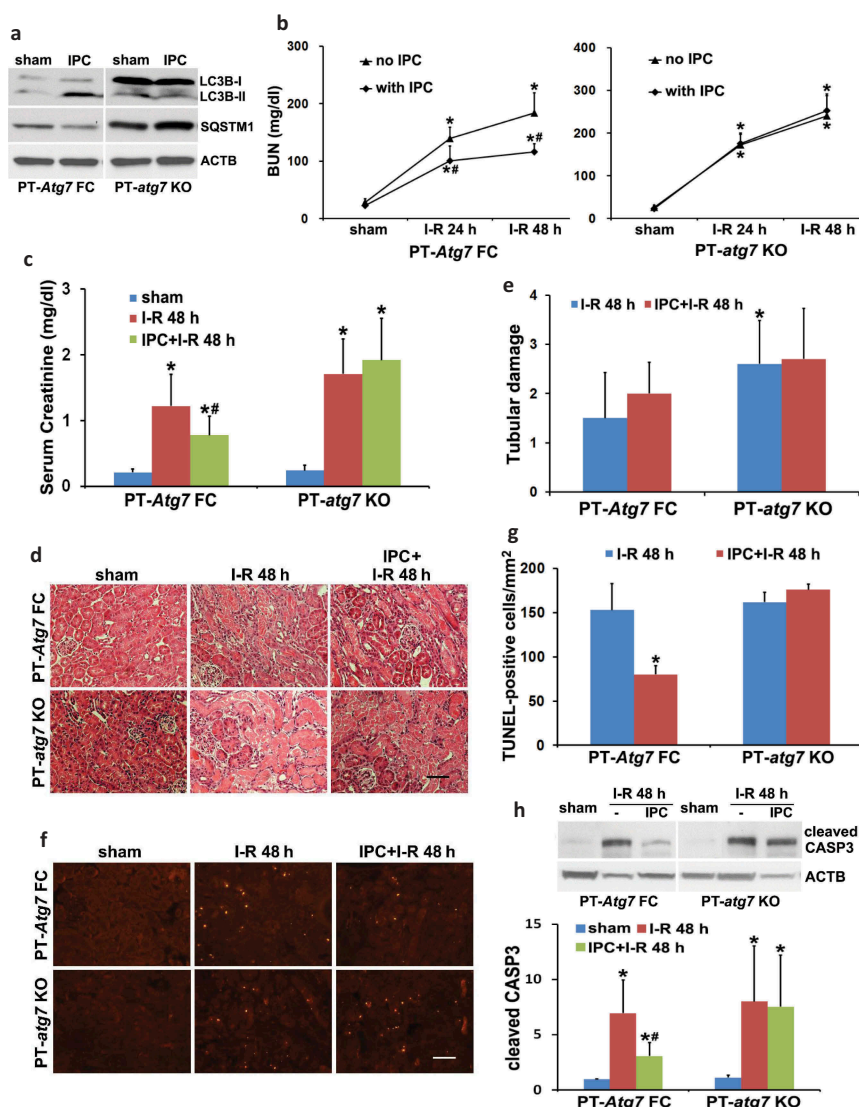 a
sham IPC sham IPC
LC3B-I
LC3B-II
SQSTM1
ACTB
PT-Atg7 FC PT-atg7 KO
b
BUN (mg/dl)
300
200
100
0
no IPC
with IPC
*
*
*#
*#
sham I-R 24 h I-R 48 h
PT-Atg7 FC
400
300
200
100
0
no IPC
with IPC
*
*
*
*
sham I-R 24 h I-R 48 h
PT-atg7 KO
c
Serum Creatinine (mg/dl)
3
2
1
0
sham
I-R 48 h
IPC+I-R 48 h
*
*#
*
*
PT-Atg7 FC PT-atg7 KO
e
Tubular damage
4
3
2
1
0
I-R 48 h IPC+I-R 48 h
*
PT-Atg7 FC PT-atg7 KO
d
sham I-R 48 h IPC+
I-R 48 h
PT-Atg7 FC
PT-atg7 KO
g
TUNEL-positive cells/mm²
200
150
100
50
0
I-R 48 h IPC+I-R 48 h
*
PT-Atg7 FC PT-atg7 KO
f
sham I-R 48 h IPC+I-R 48 h
PT-Atg7 FC
PT-atg7 KO
h
I-R 48 h I-R 48 h
sham - IPC sham - IPC
cleaved
CASP3
ACTB
PT-Atg7 FC PT-atg7 KO
cleaved CASP3
15
10
5
0
sham I-R 48 h
IPC+I-R 48 h
*
*#
*
*
PT-Atg7 FC PT-atg7 KO